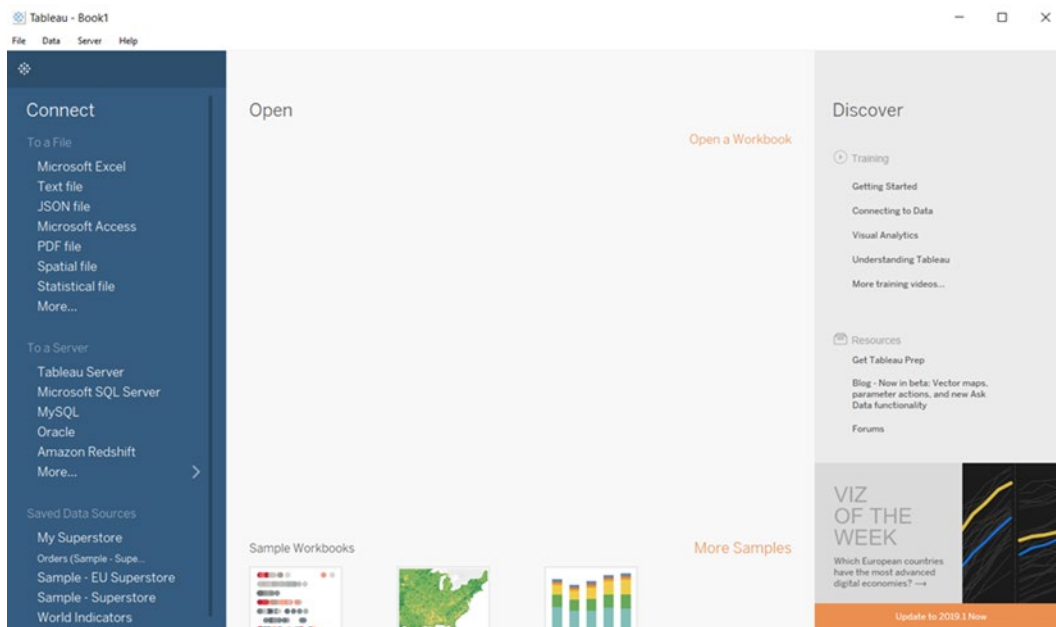 Tableau - Book1
File Data Server Help
Connect
To a File
Microsoft Excel
Text file
JSON file
Microsoft Access
PDF file
Spatial file
Statistical file
More...
To a Server
Tableau Server
Microsoft SQL Server
MySQL
Oracle
Amazon Redshift
More...
Saved Data Sources
My Superstore
Orders (Sample - Supe...
Sample - EU Superstore
Sample - Superstore
World Indicators
Open
Open a Workbook
Sample Workbooks
More Samples
Discover
Training
Getting Started
Connecting to Data
Visual Analytics
Understanding Tableau
More training videos...
Resources
Get Tableau Prep
Blog - Now in beta: Vector maps,
parameter actions, and new Ask
Data functionality
Forums
VIZ
OF THE
WEEK
Which European countries
have the most advanced
digital economies? →
Update to 2019.1 Now